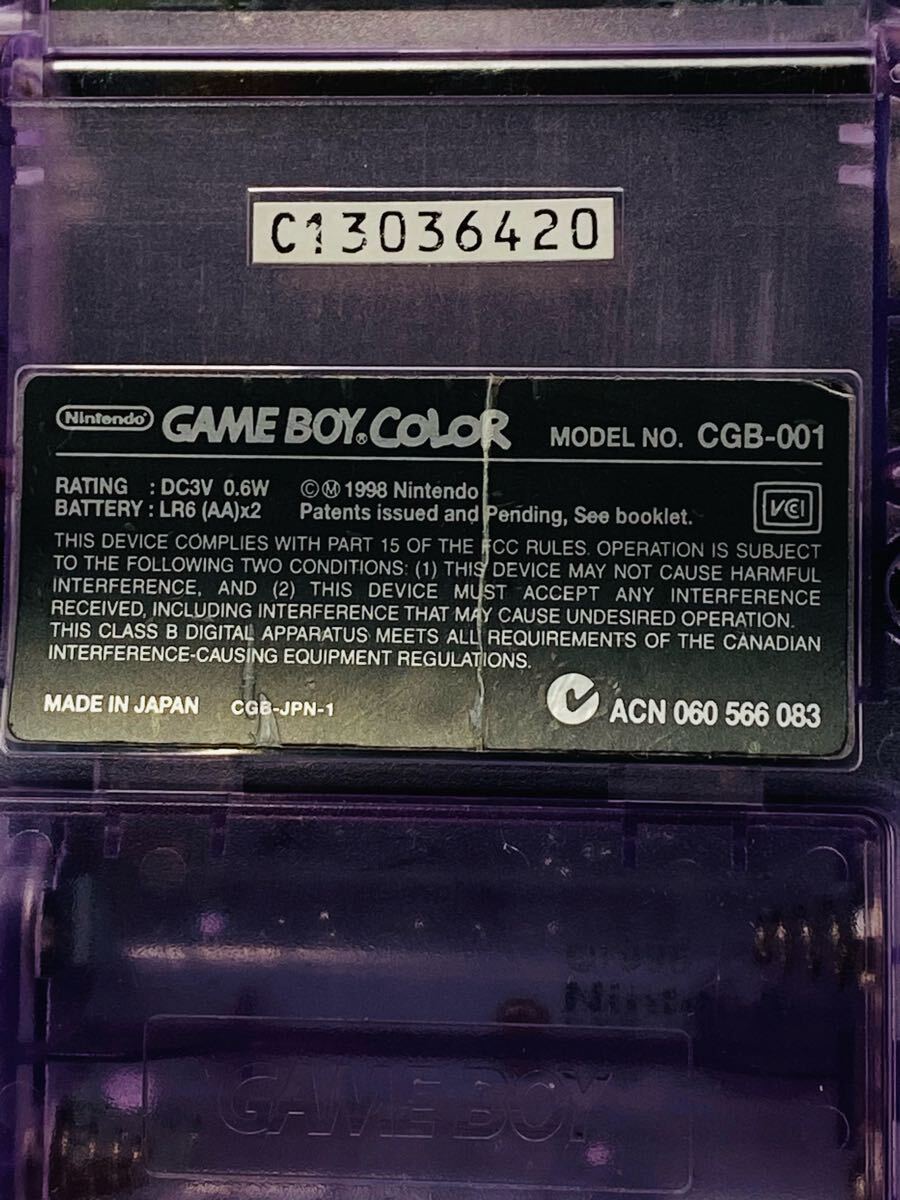 C13036420
Nintendo GAME BOY COLOR MODEL NO. CGB-001
RATING : DC3V 0.6W ©Ⓜ1998 Nintendo
BATTERY : LR6 (AA)x2 Patents issued and Pending, See booklet.
VCI
THIS DEVICE COMPLIES WITH PART 15 OF THE FCC RULES. OPERATION IS SUBJECT
TO THE FOLLOWING TWO CONDITIONS: (1) THIS DEVICE MAY NOT CAUSE HARMFUL
INTERFERENCE, AND (2) THIS DEVICE MUST ACCEPT ANY INTERFERENCE
RECEIVED, INCLUDING INTERFERENCE THAT MAY CAUSE UNDESIRED OPERATION.
THIS CLASS B DIGITAL APPARATUS MEETS ALL REQUIREMENTS OF THE CANADIAN
INTERFERENCE-CAUSING EQUIPMENT REGULATIONS.
MADE IN JAPAN CGB-JPN-1 ACN 060 566 083
GAME BOY